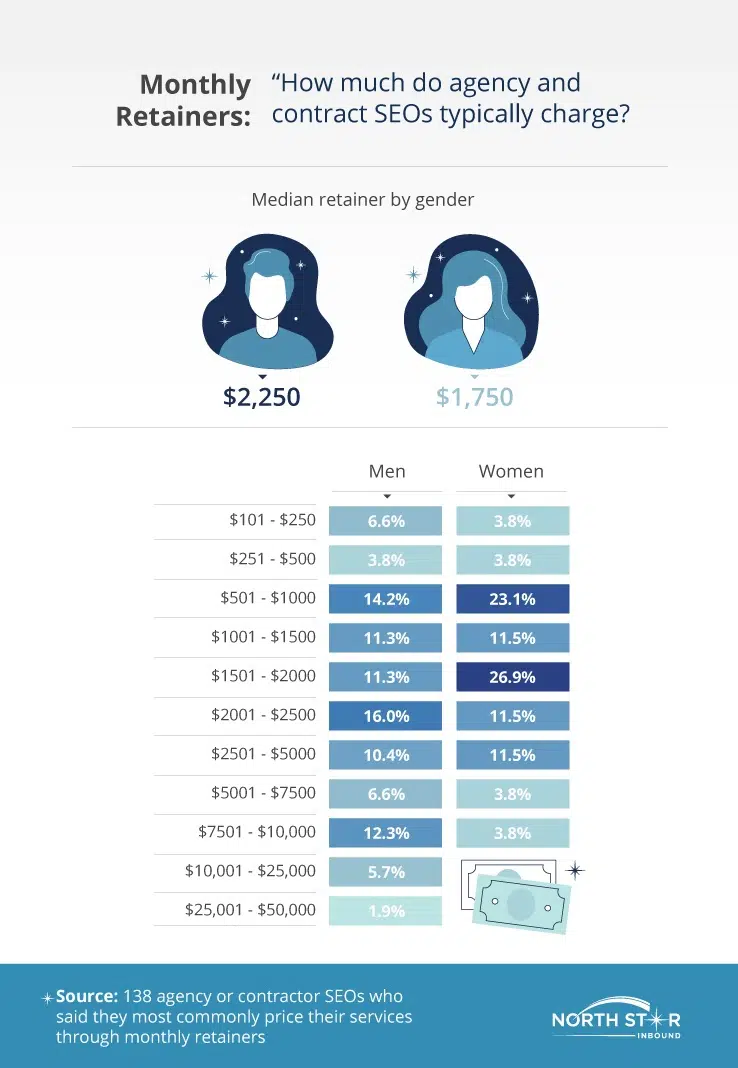 Monthly
Retainers:
“How much do agency and
contract SEOs typically charge?
Median retainer by gender
$2,250
$1,750
Men
Women
$101 - $250 6.6% 3.8%
$251 - $500 3.8% 3.8%
$501 - $1000 14.2% 23.1%
$1001 - $1500 11.3% 11.5%
$1501 - $2000 11.3% 26.9%
$2001 - $2500 16.0% 11.5%
$2501 - $5000 10.4% 11.5%
$5001 - $7500 6.6% 3.8%
$7501 - $10,000 12.3% 3.8%
$10,001 - $25,000 5.7%
$25,001 - $50,000 1.9%
Source: 138 agency or contractor SEOs who
said they most commonly price their services
through monthly retainers
NORTH STAR
INBOUND